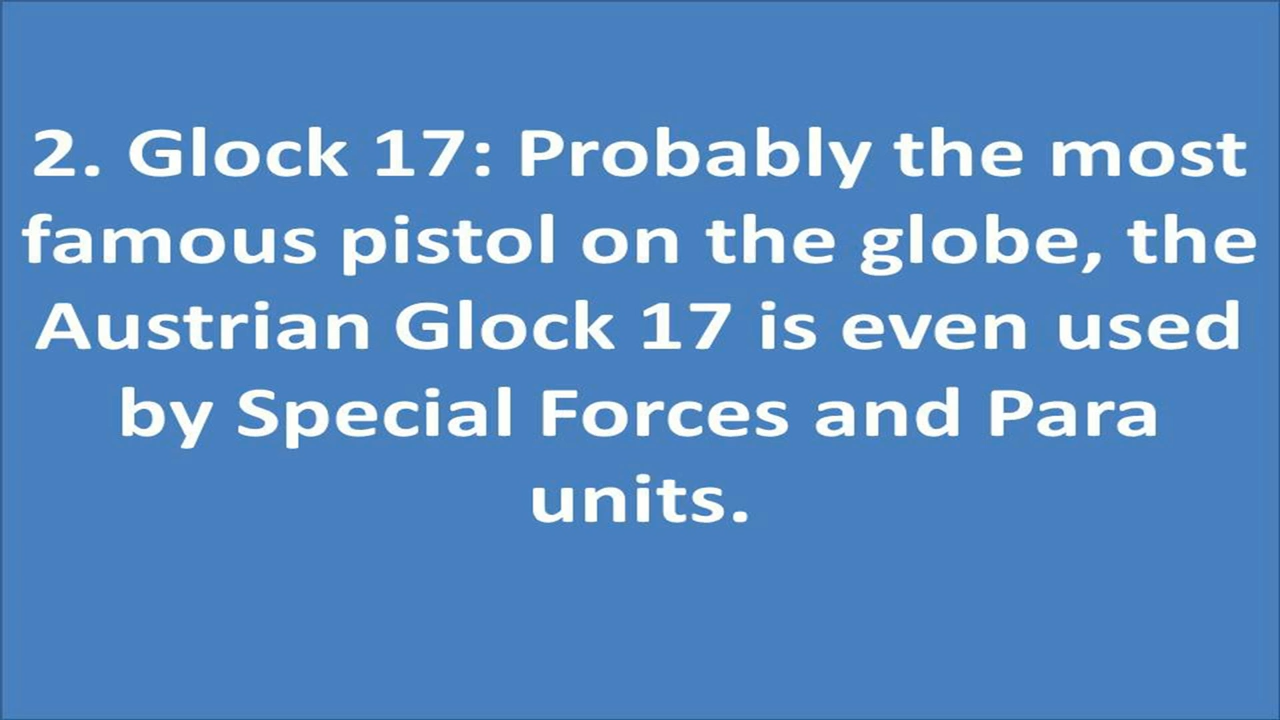 2. Glock 17: Probably the most
famous pistol on the globe, the
Austrian Glock 17 is even used
by Special Forces and Para
units.